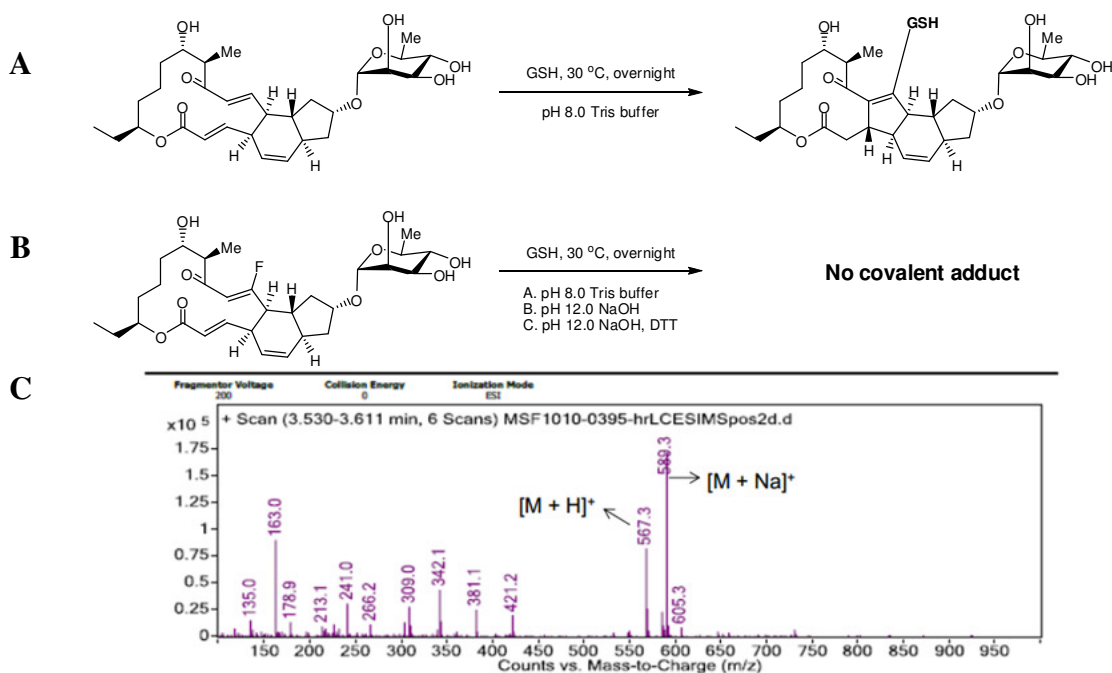 A
OH
Me
O
O
O
H
H
H
H
O
OH
O
Me
OH
OH
GSH, 30 °C, overnight
pH 8.0 Tris buffer
GSH
OH
Me
O
O
O
H
H
H
H
O
OH
O
Me
OH
OH
B
OH
Me
F
O
O
O
H
H
H
H
O
OH
O
Me
OH
OH
GSH, 30 °C, overnight
A. pH 8.0 Tris buffer
B. pH 12.0 NaOH
C. pH 12.0 NaOH, DTT
No covalent adduct
C
Fragmentor Voltage Collision Energy Ionization Mode
200 0 ESI
x10 5 + Scan (3.530-3.611 min, 6 Scans) MSF1010-0395-hrLCESIMSpos2d.d
1.75
1.5
1.25
1
0.75
0.5
0.25
0
135.0
163.0
178.9
213.1
241.0
266.2
309.0
342.1
381.1
421.2
[M + H]+
567.3
589.3
[M + Na]+
605.3
150 200 250 300 350 400 450 500 550 600 650 700 750 800 850 900 950
Counts vs. Mass-to-Charge (m/z)